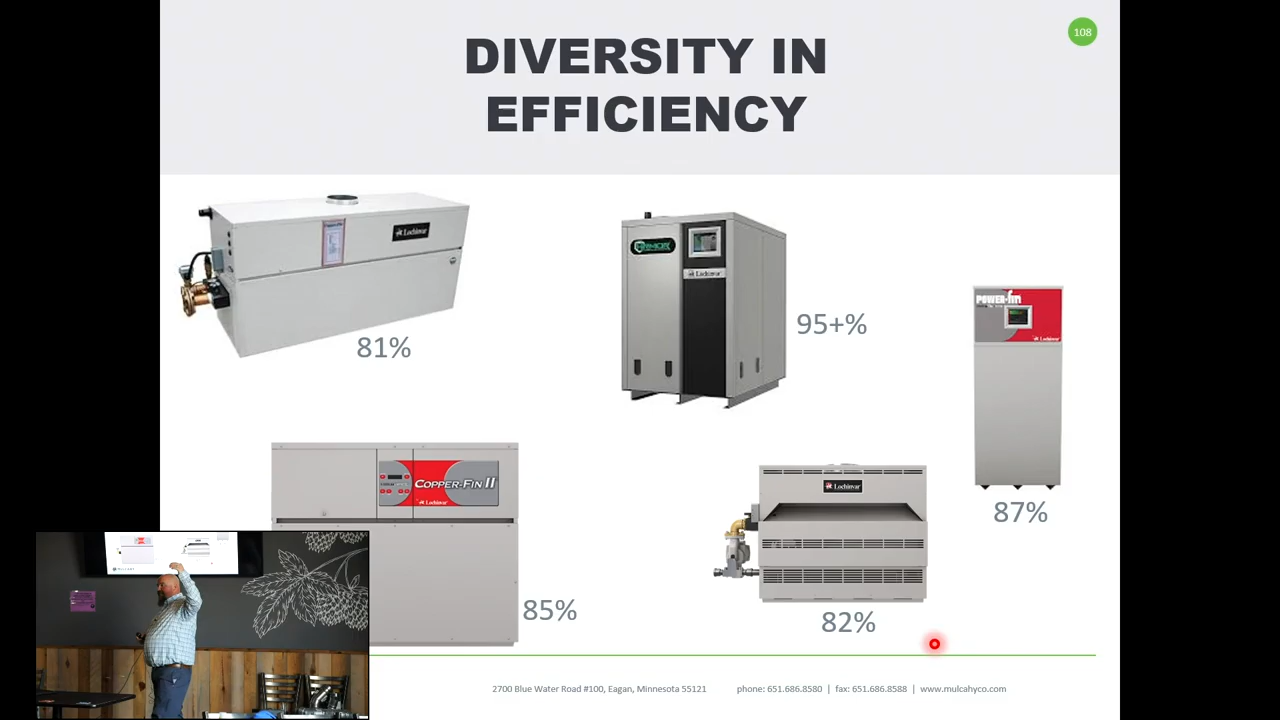 108
DIVERSITY IN
EFFICIENCY
Lochinvar
81%
ARMOR
Lochinvar
95+%
POWER-fin
Lochinvar
87%
COPPER-FIN II
Lochinvar
85%
Lochinvar
82%
2700 Blue Water Road #100, Eagan, Minnesota 55121 phone: 651.686.8580 | fax: 651.686.8588 | www.mulcahyco.com